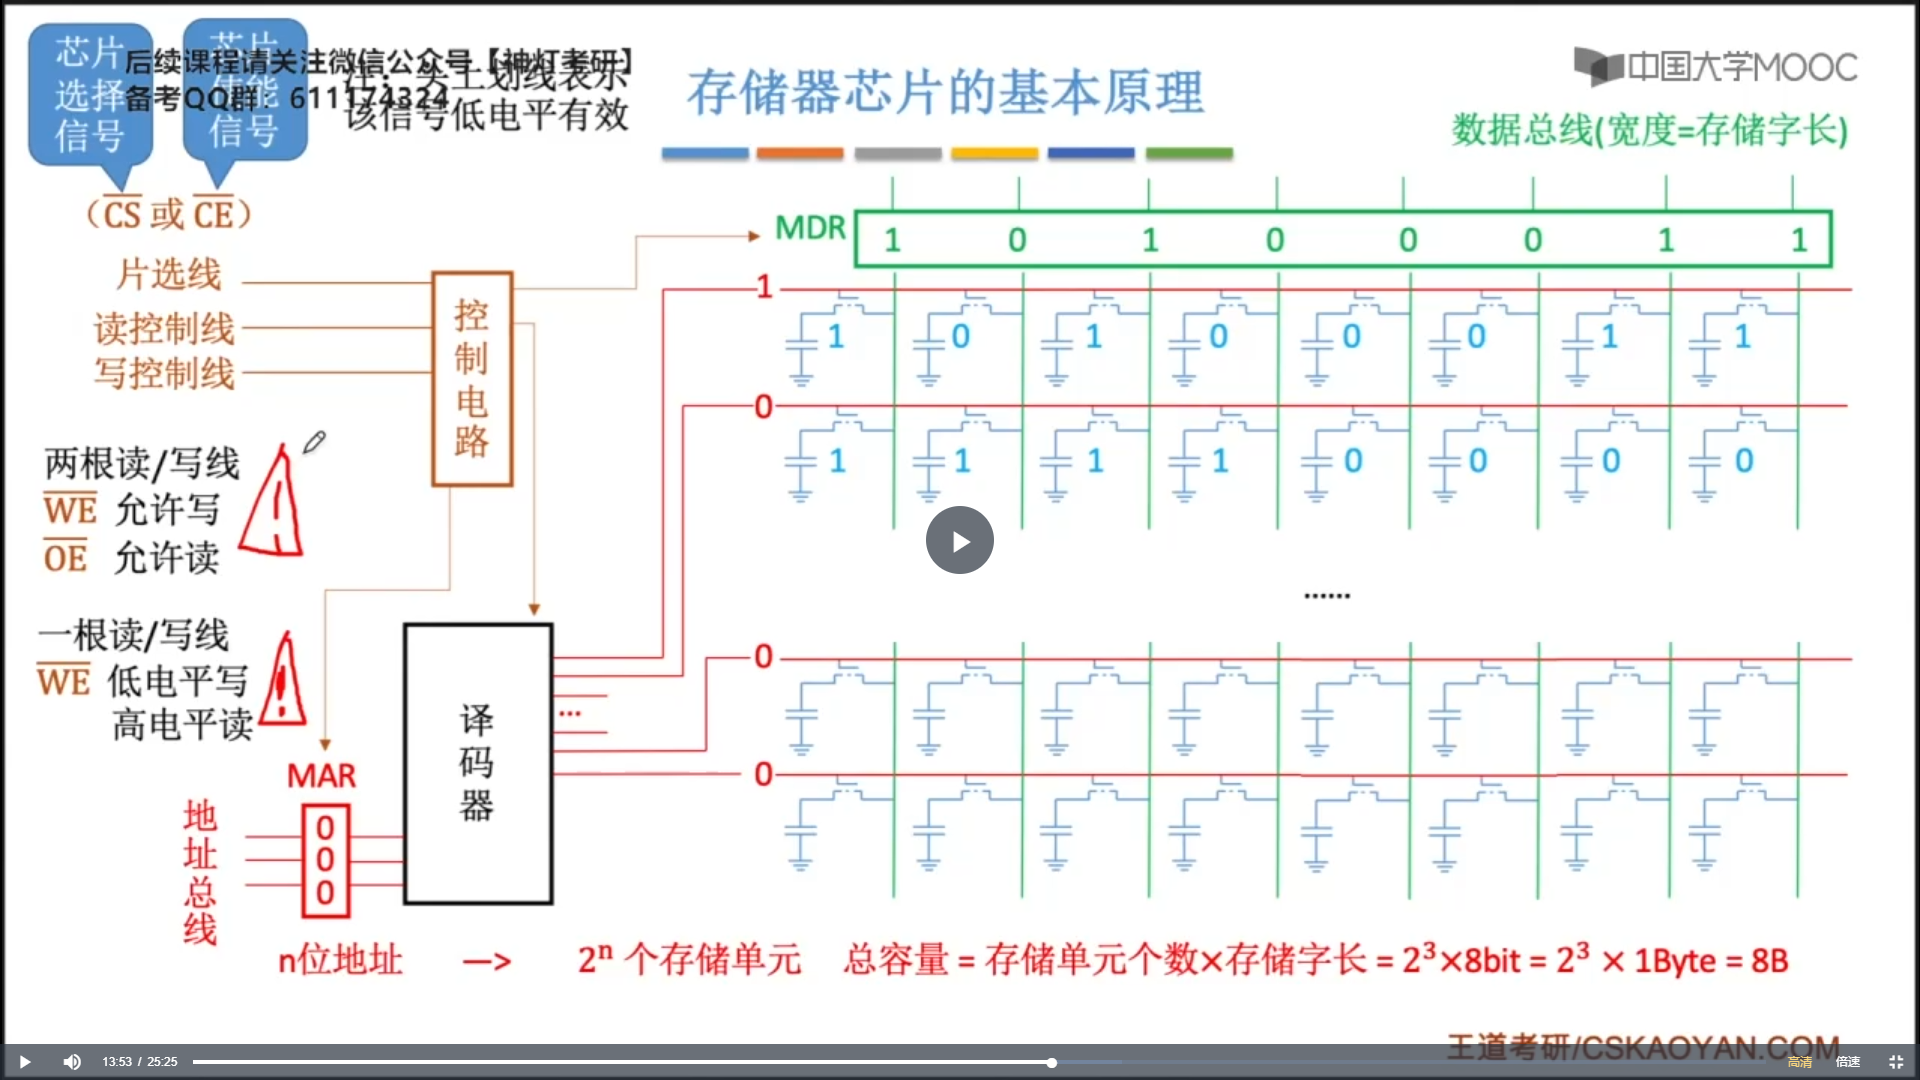 芯片
选择
信号
芯片
使能
信号
后续课程请关注微信公众号【神灯考研】
备考QQ群：611174324
注：头上划线表示
该信号低电平有效
存储器芯片的基本原理
中国大学MOOC
数据总线(宽度=存储字长)
（CS 或 CE）
片选线
读控制线
写控制线
控
制
电
路
MDR
1 0 1 0 0 0 1 1
1
1 0 1 0 0 0 1 1
0
1 1 1 1 0 0 0 0
两根读/写线
WE 允许写
OE 允许读
......
一根读/写线
WE 低电平写
高电平读
0
...
0
译
码
器
MAR
地
址
总
线
0
0
0
n位地址 —> 2ⁿ 个存储单元 总容量 = 存储单元个数×存储字长 = 2³×8bit = 2³ × 1Byte = 8B
王道考研/CSKAOYAN.COM
13:53 / 25:25
高清 倍速